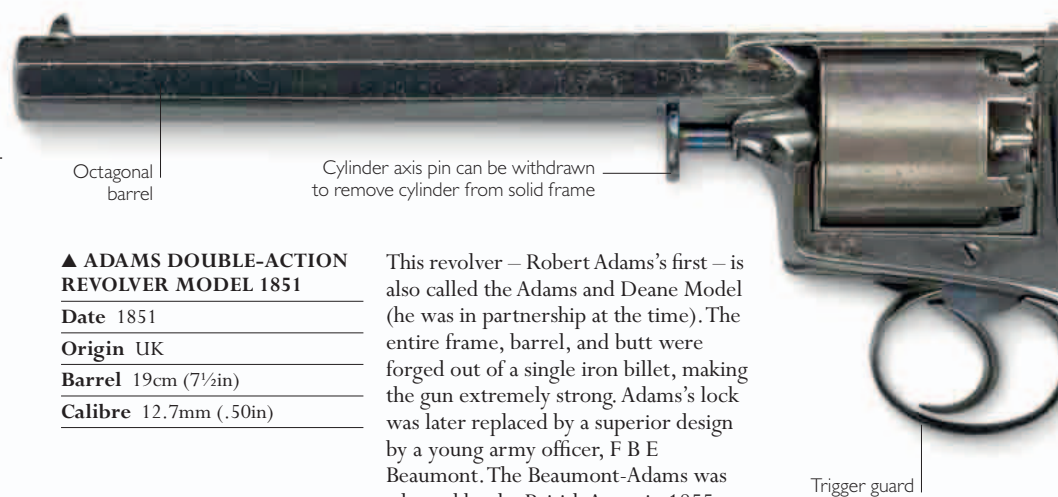 Octagonal
barrel
Cylinder axis pin can be withdrawn
to remove cylinder from solid frame
▲ ADAMS DOUBLE-ACTION
REVOLVER MODEL 1851
Date 1851
Origin UK
Barrel 19cm (7½in)
Calibre 12.7mm (.50in)
This revolver – Robert Adams's first – is
also called the Adams and Deane Model
(he was in partnership at the time). The
entire frame, barrel, and butt were
forged out of a single iron billet, making
the gun extremely strong. Adams's lock
was later replaced by a superior design
by a young army officer, F B E
Beaumont. The Beaumont-Adams was
Trigger guard